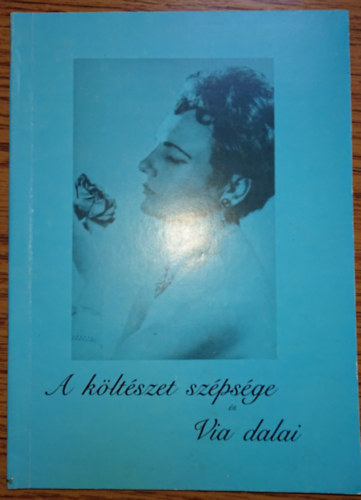 A költészet szépsége
és
Via dalai